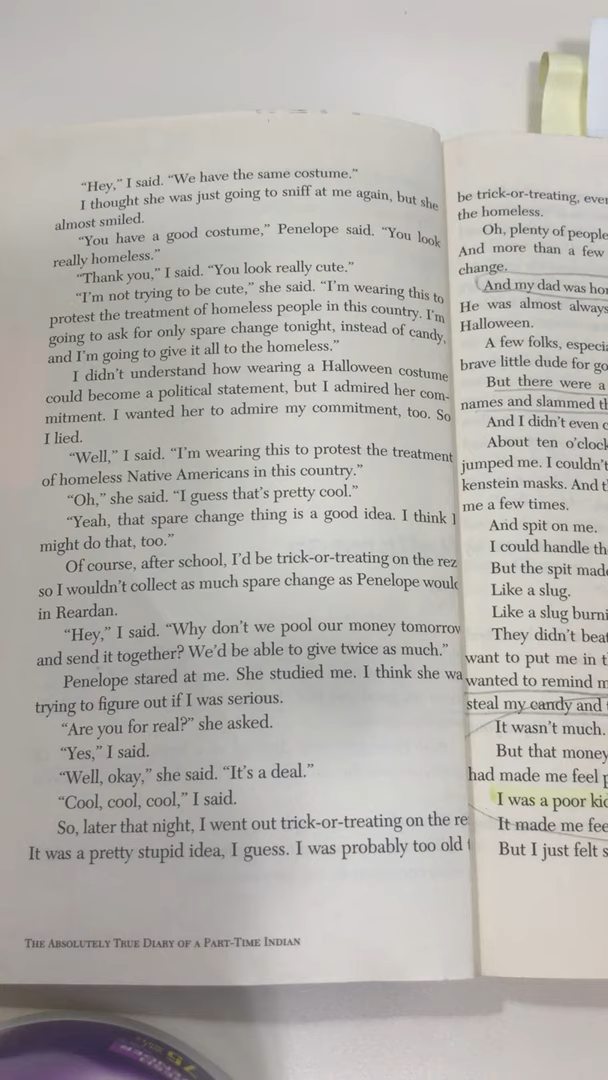 “Hey,” I said. “We have the same costume.”
I thought she was just going to sniff at me again, but she
almost smiled.
“You have a good costume,” Penelope said. “You look
really homeless.”
“Thank you,” I said. “You look really cute.”
“I’m not trying to be cute,” she said. “I’m wearing this to
protest the treatment of homeless people in this country. I’m
going to ask for only spare change tonight, instead of candy,
and I’m going to give it all to the homeless.”
I didn’t understand how wearing a Halloween costume
could become a political statement, but I admired her com-
mitment. I wanted her to admire my commitment, too. So
I lied.
“Well,” I said. “I’m wearing this to protest the treatment
of homeless Native Americans in this country.”
“Oh,” she said. “I guess that’s pretty cool.”
“Yeah, that spare change thing is a good idea. I think I
might do that, too.”
Of course, after school, I’d be trick-or-treating on the rez
so I wouldn’t collect as much spare change as Penelope
in Reardan.
“Hey,” I said. “Why don’t we pool our money
and send it together? We’d be able to give twice as much.”
Penelope stared at me. She studied me. I think she
trying to figure out if I was serious.
“Are you for real?” she asked.
“Yes,” I said.
“Well, okay,” she said. “It’s a deal.”
“Cool, cool, cool,” I said.
So, later that night, I went out trick-or-treating on the
It was a pretty stupid idea, I guess. I was probably too old
THE ABSOLUTELY TRUE DIARY OF A PART-TIME INDIAN
be trick-or-treating,
the homeless.
Oh, plenty of people
And more than a few
change.
And my dad was
He was almost always
Halloween.
A few folks,
brave little dude for
But there were a
names and slammed
And I didn’t even
About ten o’clock
jumped me. I couldn’t
kenstein masks. And
me a few times.
And spit on me.
I could handle
But the spit made
Like a slug.
Like a slug
They didn’t
want to put me in
wanted to remind
steal my candy and
It wasn’t much.
But that money
had made me feel
I was a poor
It made me
But I just felt
75